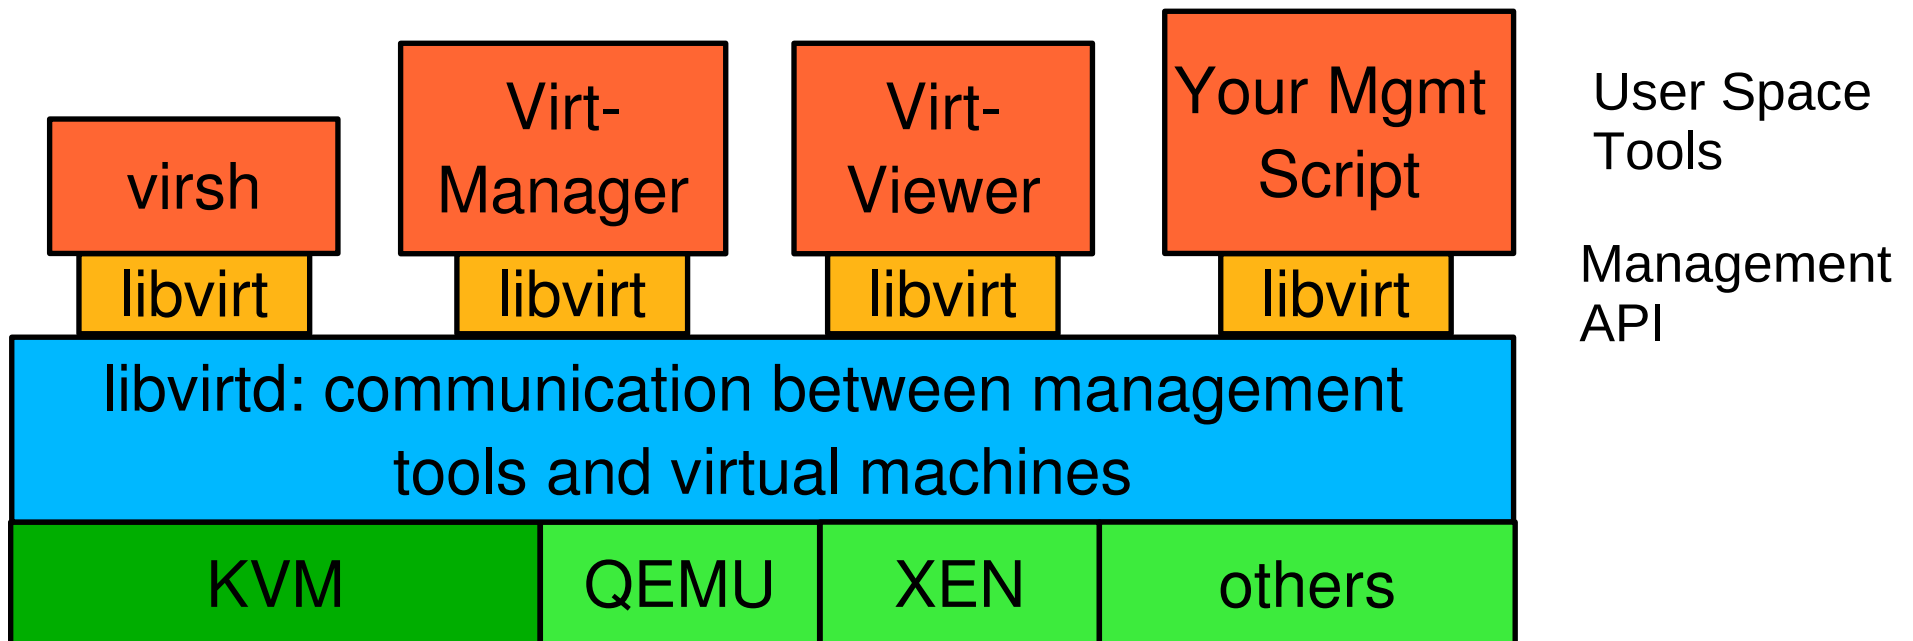 virsh
Virt-
Manager
Virt-
Viewer
Your Mgmt
Script
User Space
Tools
libvirt
libvirt
libvirt
libvirt
Management
API
libvirtd: communication between management
tools and virtual machines
KVM
QEMU
XEN
others